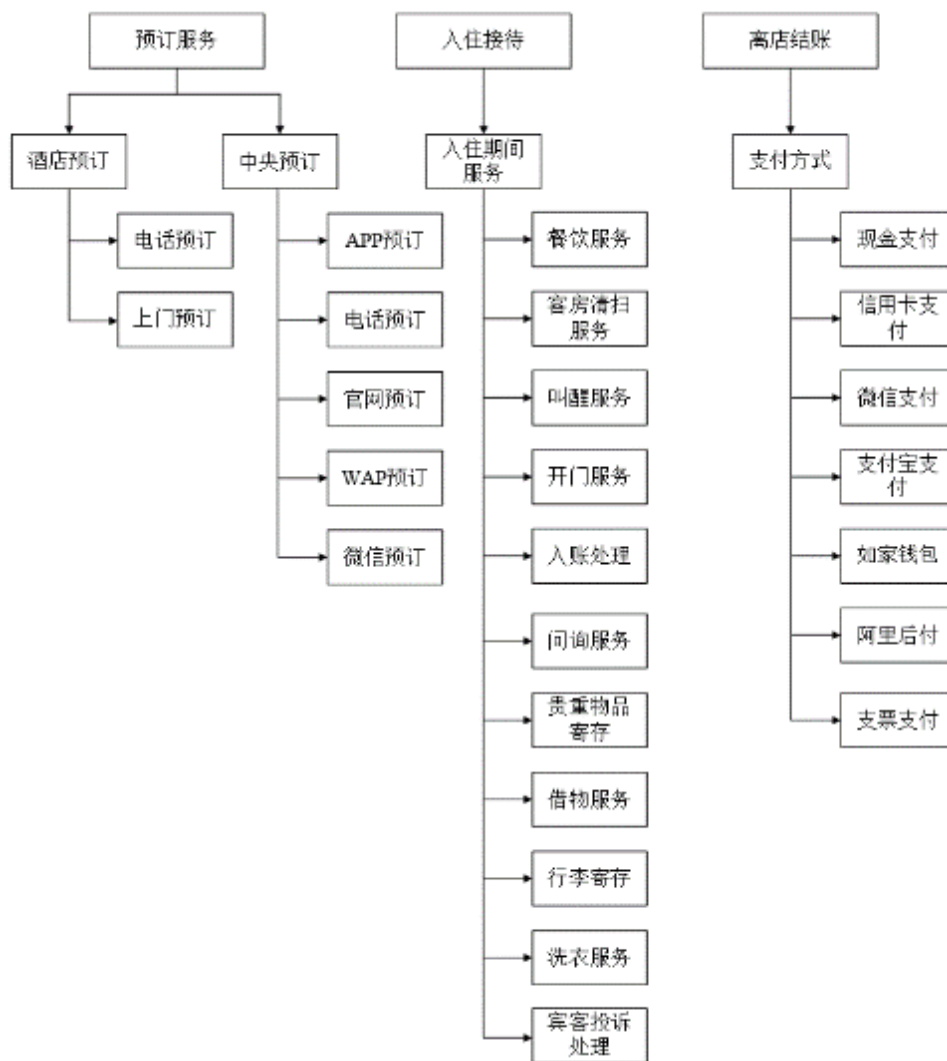 预订服务
入住接待
离店结账
酒店预订
中央预订
入住期间
服务
支付方式
电话预订
上门预订
APP预订
电话预订
官网预订
WAP预订
微信预订
餐饮服务
客房清扫
服务
叫醒服务
开门服务
入账处理
问询服务
贵重物品
寄存
借物服务
行李寄存
洗衣服务
宾客投诉
处理
现金支付
信用卡支
付
微信支付
支付宝支
付
如家钱包
阿里后付
支票支付